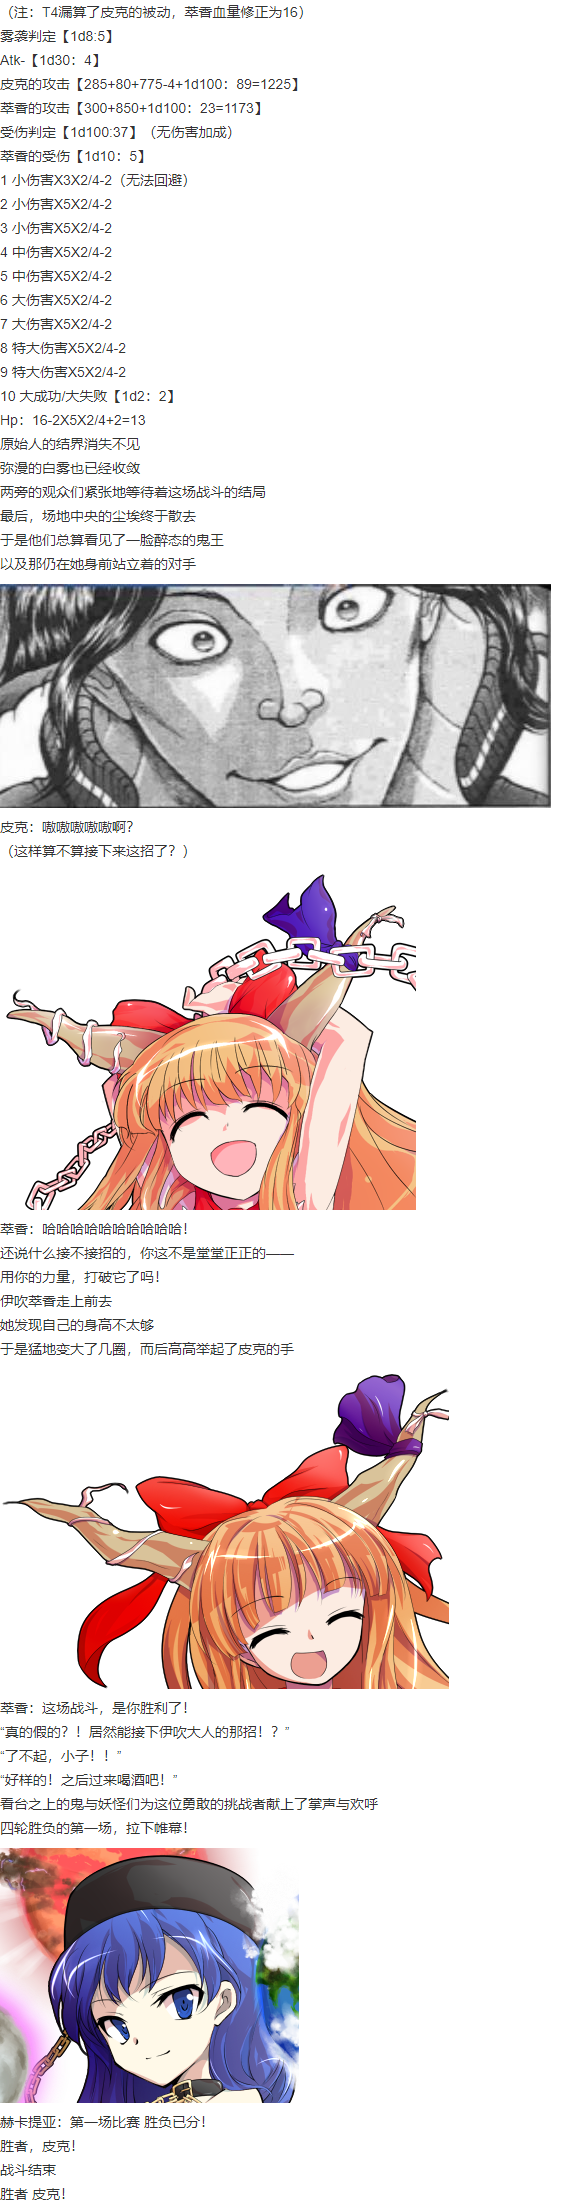 （注：T4漏算了皮克的被动，萃香血量修正为16）
雾袭判定【1d8:5】
Atk-【1d30：4】
皮克的攻击【285+80+775-4+1d100：89=1225】
萃香的攻击【300+850+1d100：23=1173】
受伤判定【1d100:37】（无伤害加成）
萃香的受伤【1d10：5】
1 小伤害X3X2/4-2（无法回避）
2 小伤害X5X2/4-2
3 小伤害X5X2/4-2
4 中伤害X5X2/4-2
5 中伤害X5X2/4-2
6 大伤害X5X2/4-2
7 大伤害X5X2/4-2
8 特大伤害X5X2/4-2
9 特大伤害X5X2/4-2
10 大成功/大失败【1d2：2】
Hp：16-2X5X2/4+2=13
原始人的结界消失不见
弥漫的白雾也已经收敛
两旁的观众们紧张地等待着这场战斗的结局
最后，场地中央的尘埃终于散去
于是他们总算看见了一脸醉态的鬼王
以及那仍在她身前站立着的对手
皮克：嗷嗷嗷嗷嗷啊？
（这样算不算接下来这招了？）
萃香：哈哈哈哈哈哈哈哈哈哈！
还说什么接不接招的，你这不是堂堂正正的——
用你的力量，打破它了吗！
伊吹萃香走上前去
她发现自己的身高不太够
于是猛地变大了几圈，而后高高举起了皮克的手
萃香：这场战斗，是你胜利了！
“真的假的？！居然能接下伊吹大人的那招！？”
“了不起，小子！！”
“好样的！之后过来喝酒吧！”
看台之上的鬼与妖怪们为这位勇敢的挑战者献上了掌声与欢呼
四轮胜负的第一场，拉下帷幕！
赫卡提亚：第一场比赛 胜负已分！
胜者，皮克！
战斗结束
胜者 皮克！